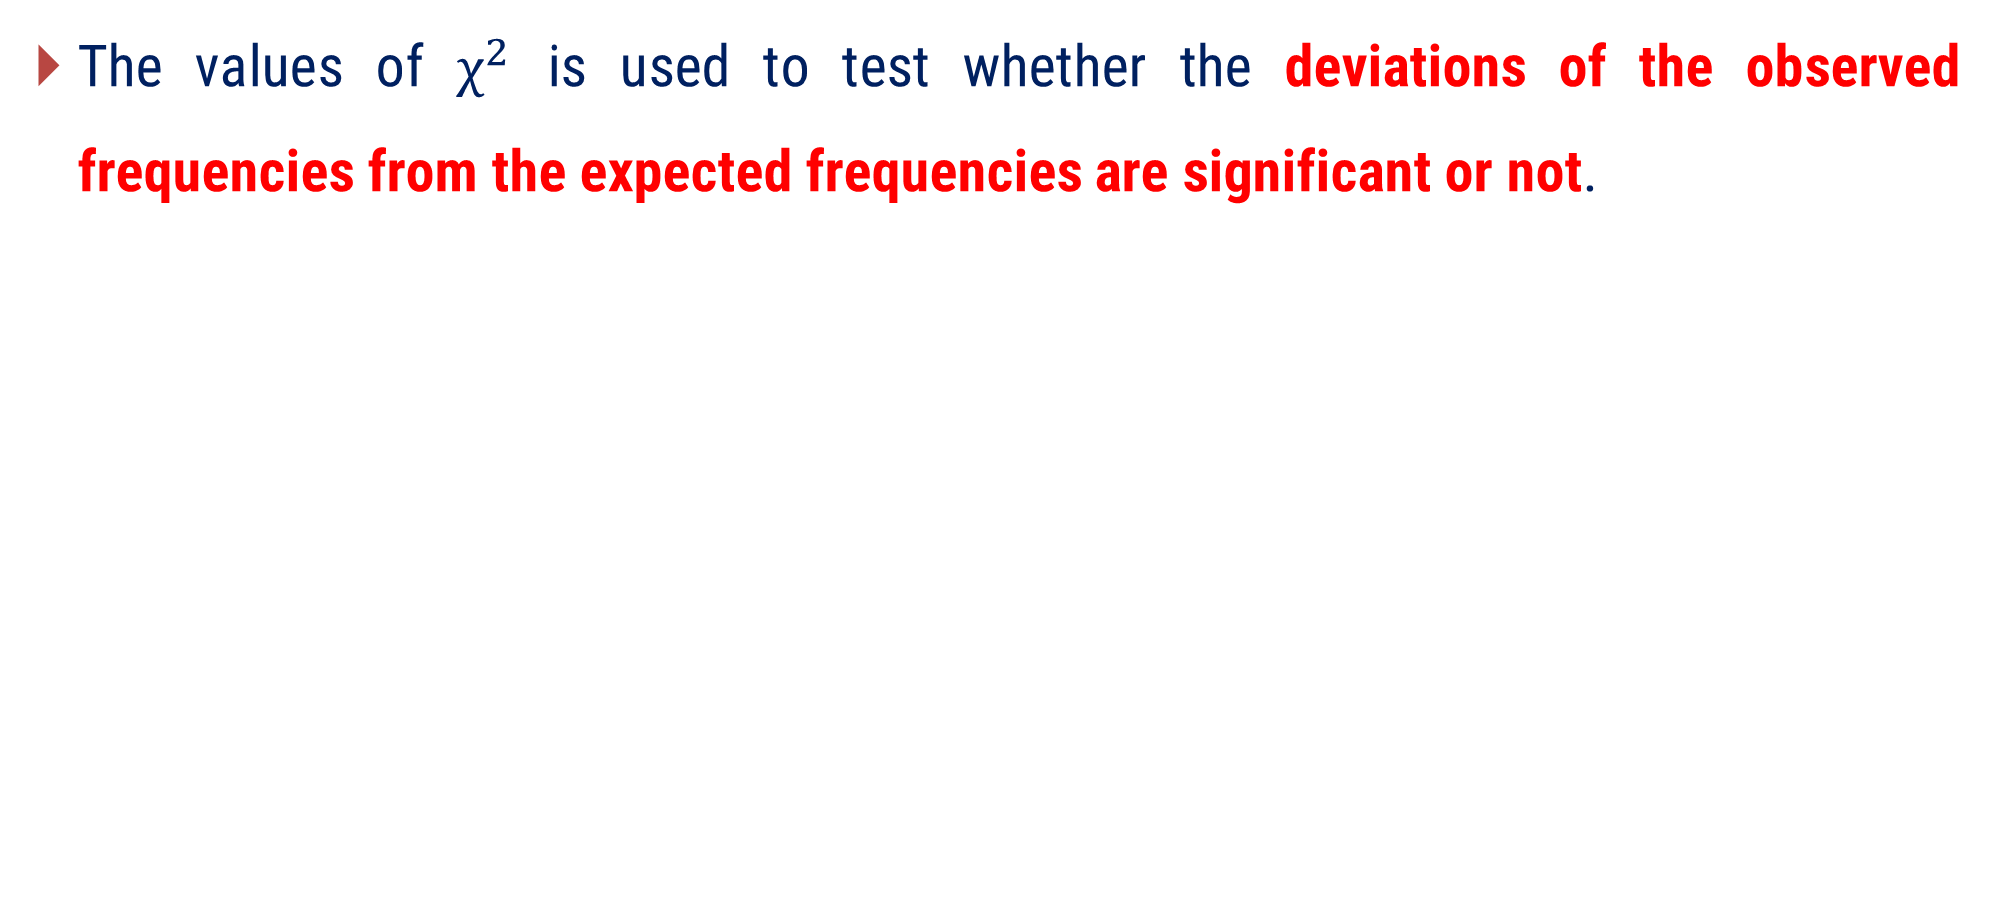 The values of χ² is used to test whether the deviations of the observed
frequencies from the expected frequencies are significant or not.